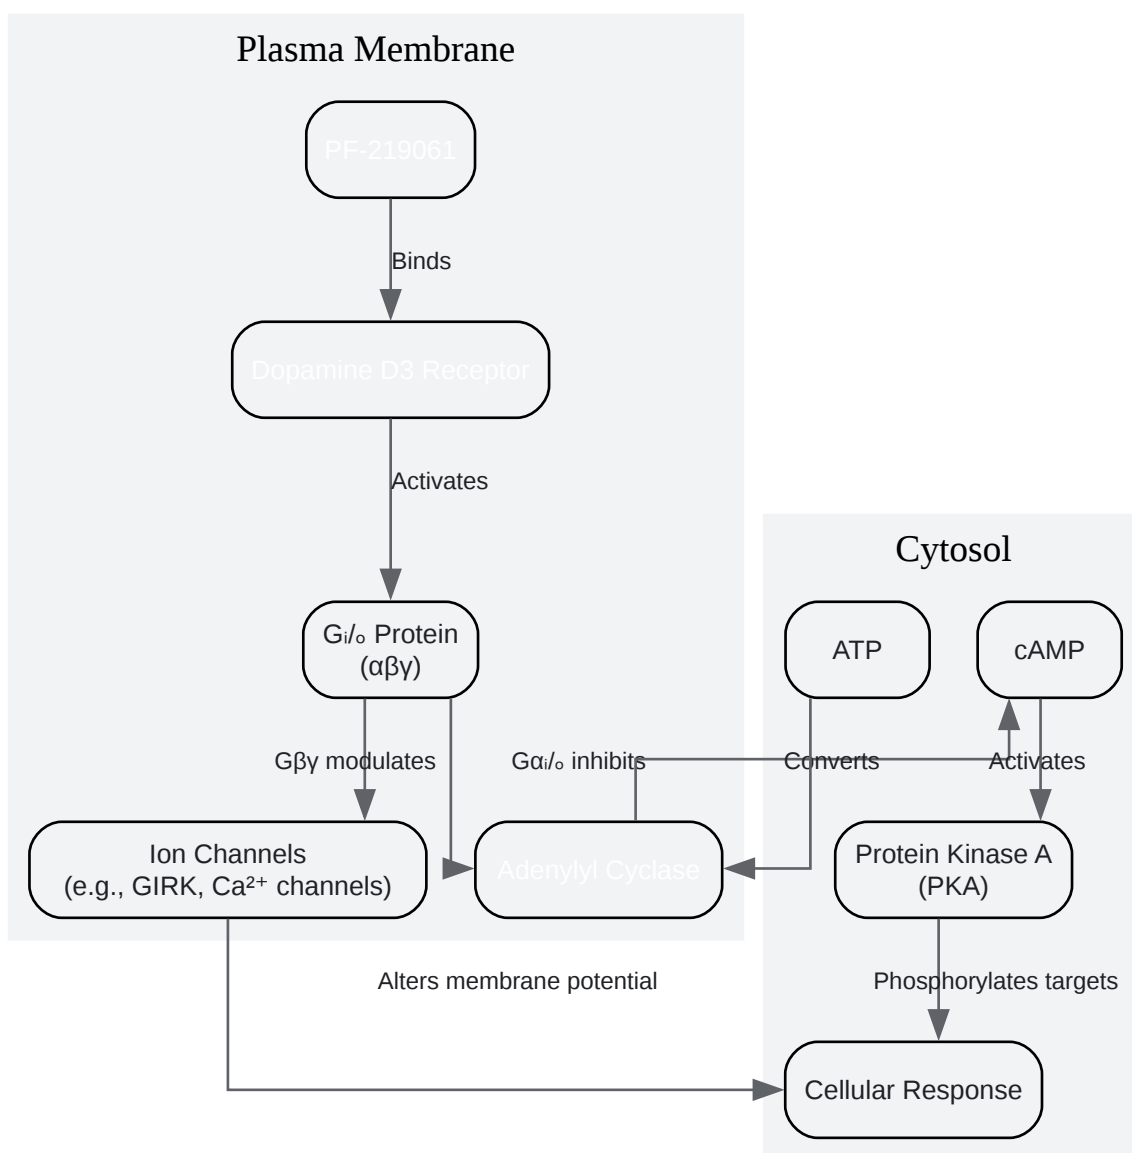 Plasma Membrane
PF-219061
Binds
Dopamine D3 Receptor
Activates
Cytosol
Gᵢ/ₒ Protein
(αβγ)
ATP
cAMP
Gβγ modulates
Gαᵢ/ₒ inhibits
Converts
Activates
Ion Channels
(e.g., GIRK, Ca²⁺ channels)
Adenylyl Cyclase
Protein Kinase A
(PKA)
Alters membrane potential
Phosphorylates targets
Cellular Response